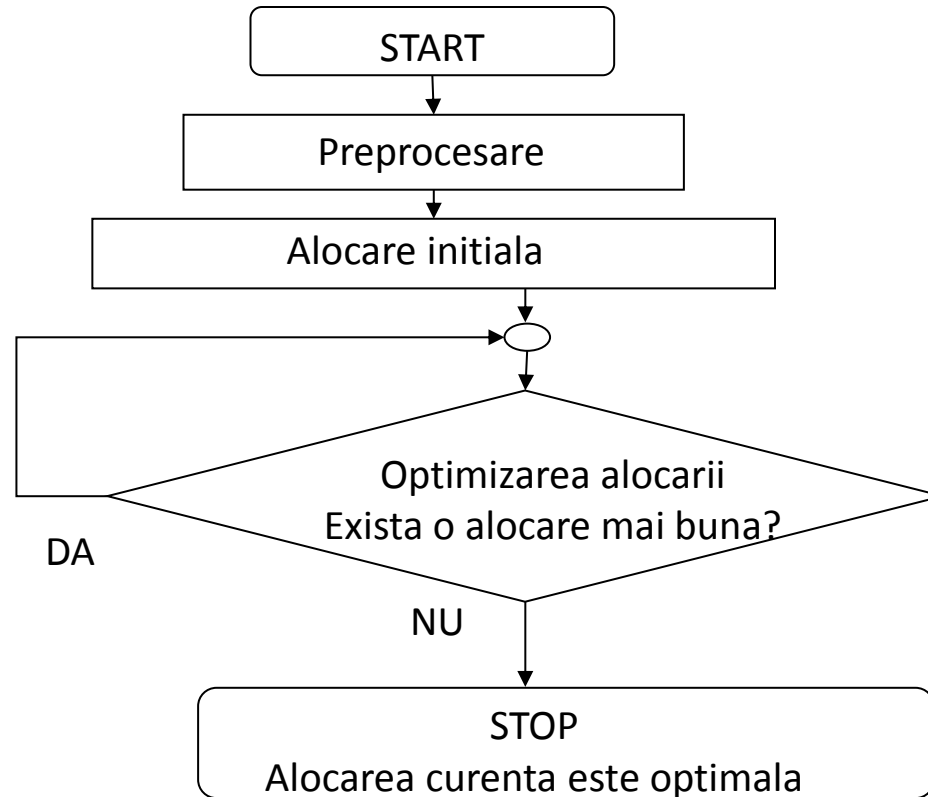 START
Preprocesare
Alocare initiala
Optimizarea alocarii
Exista o alocare mai buna?
DA
NU
STOP
Alocarea curenta este optimala